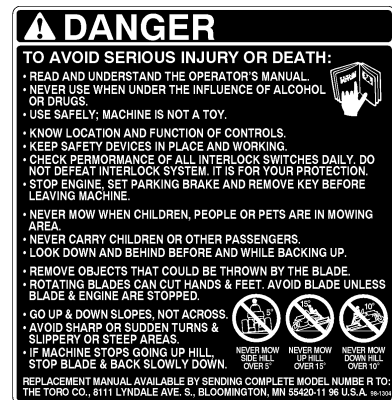 DANGER
TO AVOID SERIOUS INJURY OR DEATH:
• READ AND UNDERSTAND THE OPERATOR'S MANUAL.
• NEVER USE WHEN UNDER THE INFLUENCE OF ALCOHOL
OR DRUGS.
• USE SAFELY; MACHINE IS NOT A TOY.
• KNOW LOCATION AND FUNCTION OF CONTROLS.
• KEEP SAFETY DEVICES IN PLACE AND WORKING.
• CHECK PERMORMANCE OF ALL INTERLOCK SWITCHES DAILY. DO
NOT DEFEAT INTERLOCK SYSTEM. IT IS FOR YOUR PROTECTION.
• STOP ENGINE, SET PARKING BRAKE AND REMOVE KEY BEFORE
LEAVING MACHINE.
• NEVER MOW WHEN CHILDREN, PEOPLE OR PETS ARE IN MOWING
AREA.
• NEVER CARRY CHILDREN OR OTHER PASSENGERS.
• LOOK DOWN AND BEHIND BEFORE AND WHILE BACKING UP.
• REMOVE OBJECTS THAT COULD BE THROWN BY THE BLADE.
• ROTATING BLADES CAN CUT HANDS & FEET. AVOID BLADE UNLESS
BLADE & ENGINE ARE STOPPED.
• GO UP & DOWN SLOPES, NOT ACROSS.
• AVOID SHARP OR SUDDEN TURNS &
SLIPPERY OR STEEP AREAS.
• IF MACHINE STOPS GOING UP HILL,
STOP BLADE & BACK SLOWLY DOWN.
5°
15°
10°
NEVER MOW
SIDE HILL
OVER 5°
NEVER MOW
UP HILL
OVER 15°
NEVER MOW
DOWN HILL
OVER 10°
REPLACEMENT MANUAL AVAILABLE BY SENDING COMPLETE MODEL NUMBE R TO:
THE TORO CO., 8111 LYNDALE AVE. S., BLOOMINGTON, MN 55420-11 96 U.S.A.